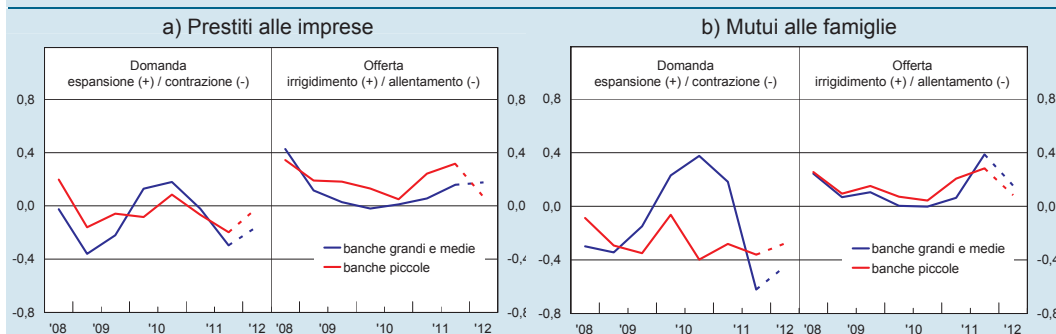 a) Prestiti alle imprese
Domanda
espansione (+) / contrazione (-)
Offerta
irrigidimento (+) / allentamento (-)
0,8
0,4
0,0
-0,4
-0,8
0,8
0,4
0,0
-0,4
-0,8
banche grandi e medie
banche piccole
'08 '09 '10 '11 '12 '08 '09 '10 '11 '12
b) Mutui alle famiglie
Domanda
espansione (+) / contrazione (-)
Offerta
irrigidimento (+) / allentamento (-)
0,8
0,4
0,0
-0,4
-0,8
0,8
0,4
0,0
-0,4
-0,8
banche grandi e medie
banche piccole
'08 '09 '10 '11 '12 '08 '09 '10 '11 '12